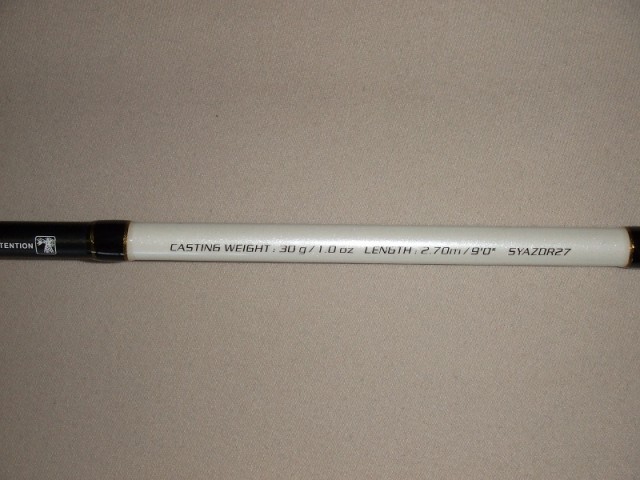 TENTION
CASTING WEIGHT : 30 g / 1.0 oz LENGTH : 2.70m / 9'0" SYAZOR27